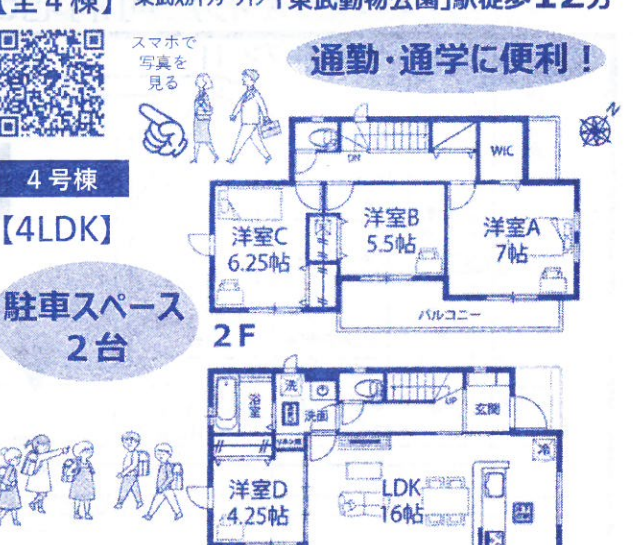 【全4棟】
「東武動物公園」駅徒歩12分
スマホで
写真を
見る
通勤・通学に便利！
N
4号棟
【4LDK】
駐車スペース
2台
DN
WIC
洋室C
6.25帖
洋室B
5.5帖
洋室A
7帖
バルコニー
2F
浴室
洗
洗面
UP
玄関
冷
洋室D
4.25帖
LDK
16帖